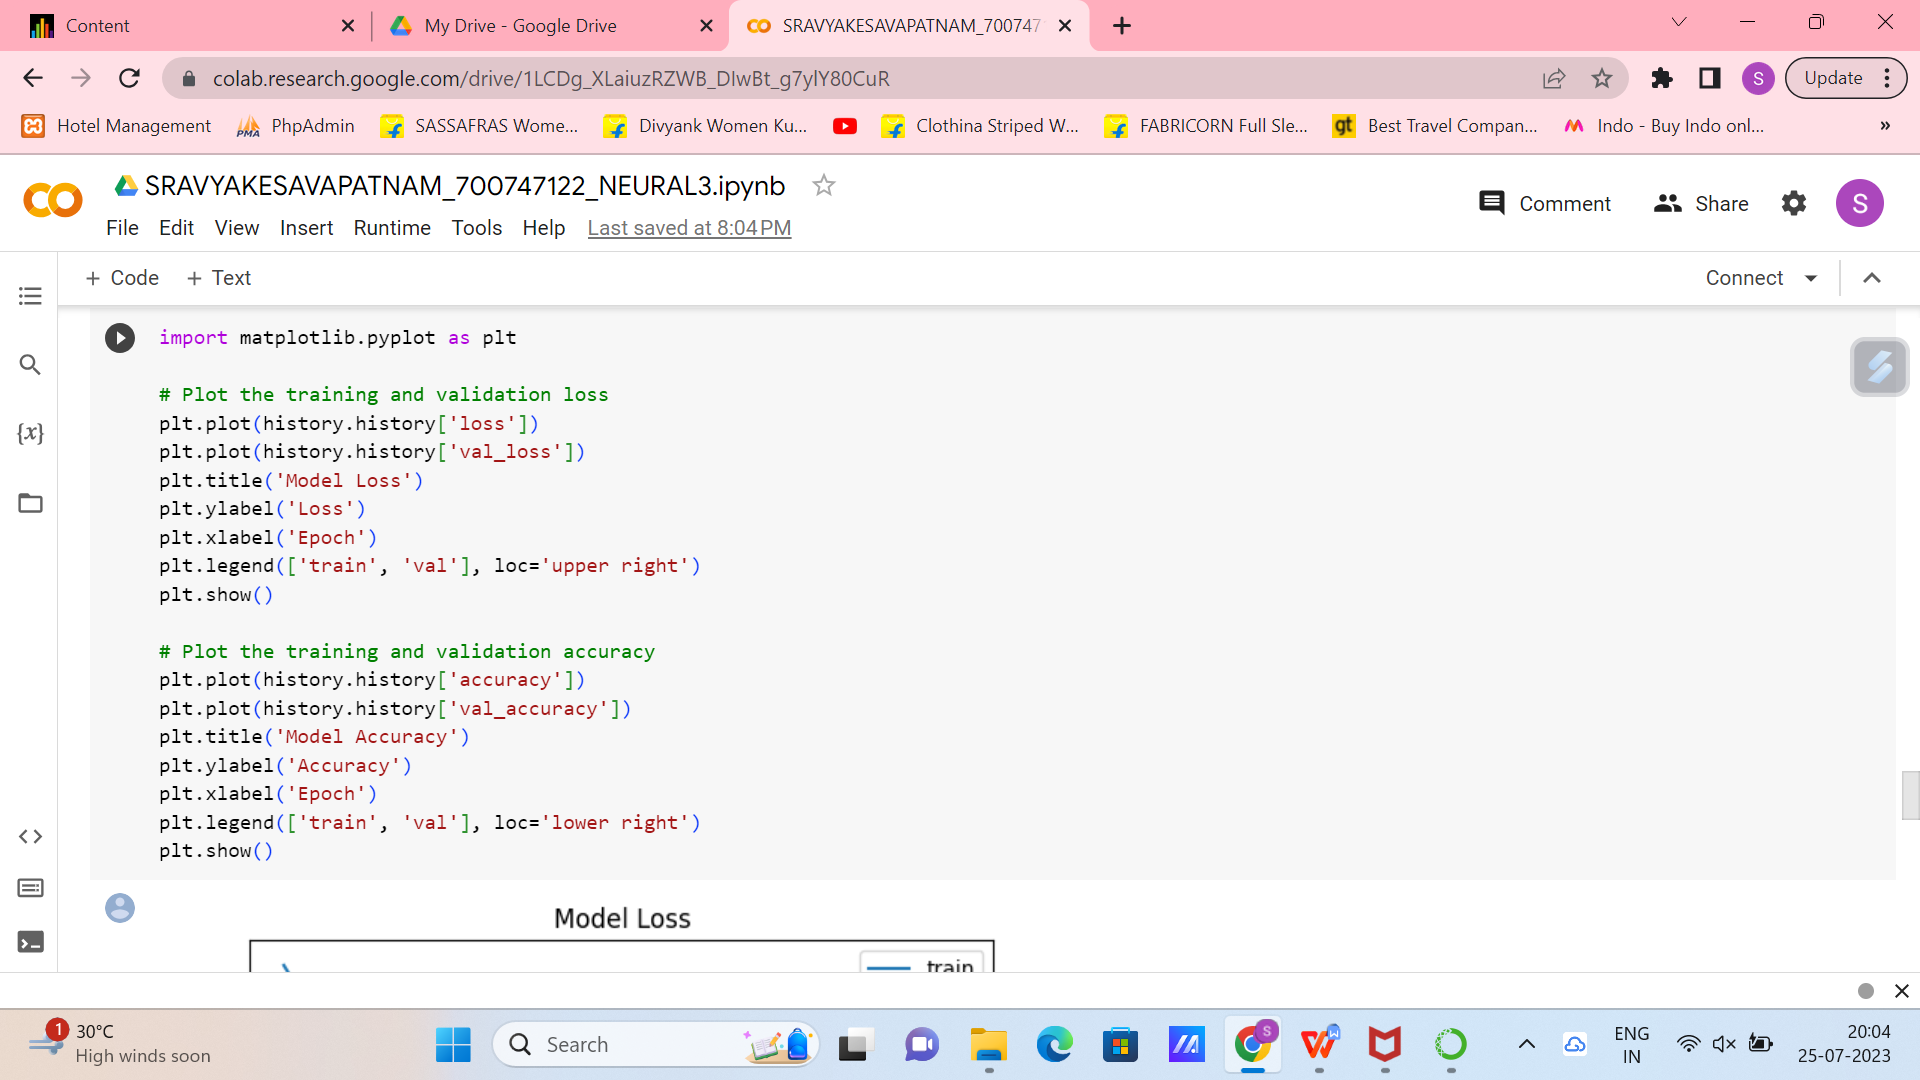 Content
My Drive - Google Drive
SRAVYAKESAVAPATNAM_700747
colab.research.google.com/drive/1LCDg_XLaiuzRZWB_DIwBt_g7ylY80CuR
S
Update
Hotel Management
PMA
PhpAdmin
SASSAFRAS Wome...
Divyank Women Ku...
Clothina Striped W...
FABRICORN Full Sle...
gt
Best Travel Compan...
Indo - Buy Indo onl...
»
CO
SRAVYAKESAVAPATNAM_700747122_NEURAL3.ipynb
Comment
Share
S
File Edit View Insert Runtime Tools Help Last saved at 8:04 PM
+ Code + Text
Connect
{x}
import matplotlib.pyplot as plt
# Plot the training and validation loss
plt.plot(history.history['loss'])
plt.plot(history.history['val_loss'])
plt.title('Model Loss')
plt.ylabel('Loss')
plt.xlabel('Epoch')
plt.legend(['train', 'val'], loc='upper right')
plt.show()
# Plot the training and validation accuracy
plt.plot(history.history['accuracy'])
plt.plot(history.history['val_accuracy'])
plt.title('Model Accuracy')
plt.ylabel('Accuracy')
plt.xlabel('Epoch')
plt.legend(['train', 'val'], loc='lower right')
plt.show()
Model Loss
train
1
30°C
High winds soon
Search
S
W
ENG
IN
20:04
25-07-2023